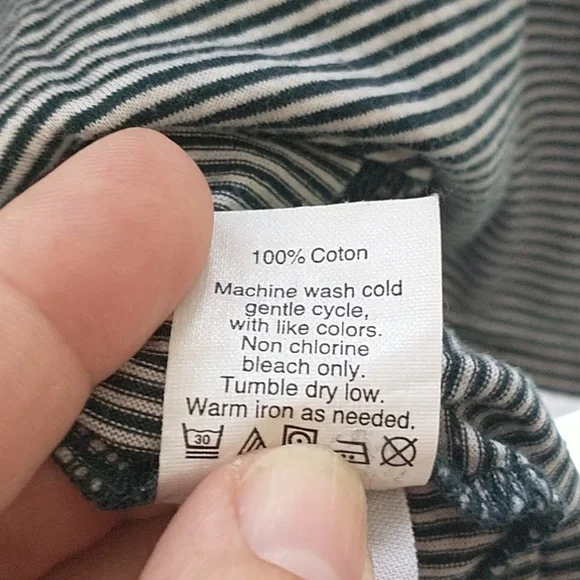 100% Coton
Machine wash cold
gentle cycle,
with like colors.
Non chlorine
bleach only.
Tumble dry low.
Warm iron as needed.
30